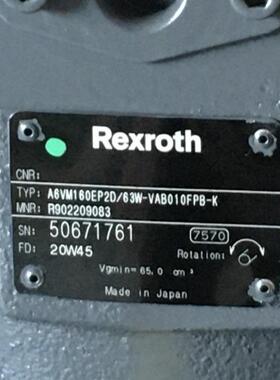 Rexroth
CNR:
TYP: A6VM160EP2D/63W-VAB010FPB-K
MNR: R902209083
SN: 50671761 7570
FD: 20W45 Rotation:
Vgmin= 65.0 cm³
Made in Japan